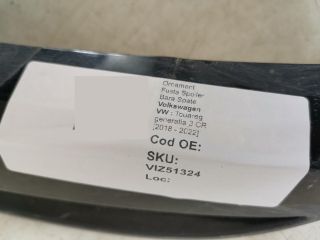 Ornament
Fusta Spoiler
Bara Spate
Volkswagen
VW : Touareg
generatia 3 CR
[2018 - 2022]
Cod OE:
SKU:
VIZ51324
Loc: